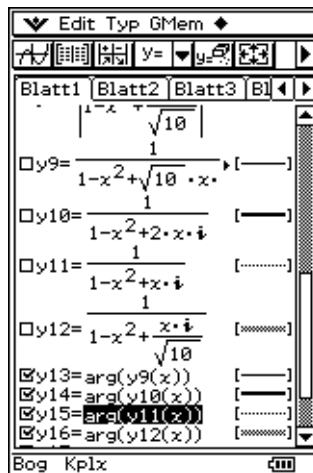 Edit Typ GMem ◆
y=
Blatt1 Blatt2 Blatt3 Bl
|1-x + √10|
☐y9=1/(1-x²+√10·x· [——]
☐y10=1/(1-x²+2·x·i) [——]
☐y11=1/(1-x²+x·i) [······]
☐y12=1/(1-x²+x·i/√10) [······]
☑y13=arg(y9(x)) [——]
☑y14=arg(y10(x)) [——]
☑y15=arg(y11(x)) [······]
☑y16=arg(y12(x)) [······]
Bog Kplx